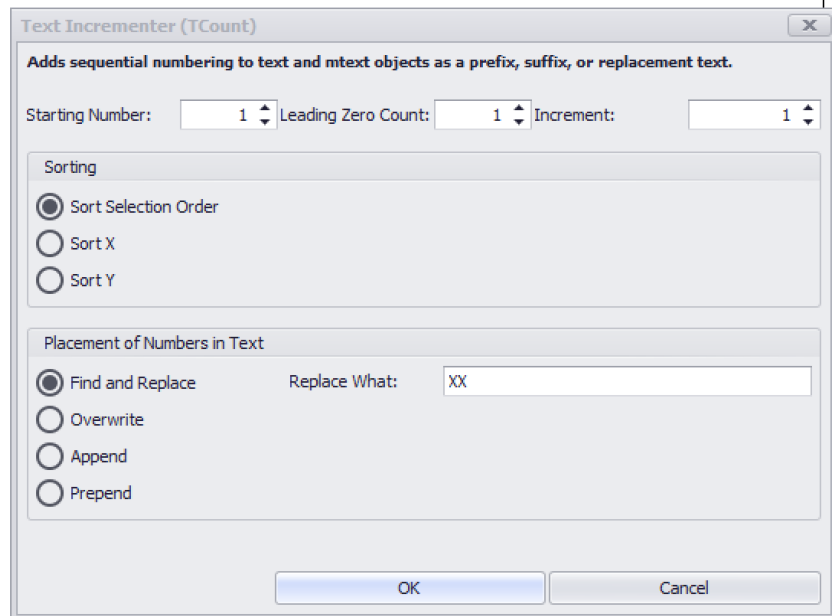 Text Incrementer (TCount)
Adds sequential numbering to text and mtext objects as a prefix, suffix, or replacement text.
Starting Number: 1 Leading Zero Count: 1 Increment: 1
Sorting
Sort Selection Order
Sort X
Sort Y
Placement of Numbers in Text
Find and Replace Replace What: XX
Overwrite
Append
Prepend
OK Cancel